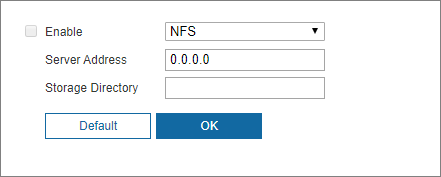 Enable NFS
Server Address 0.0.0.0
Storage Directory
Default OK